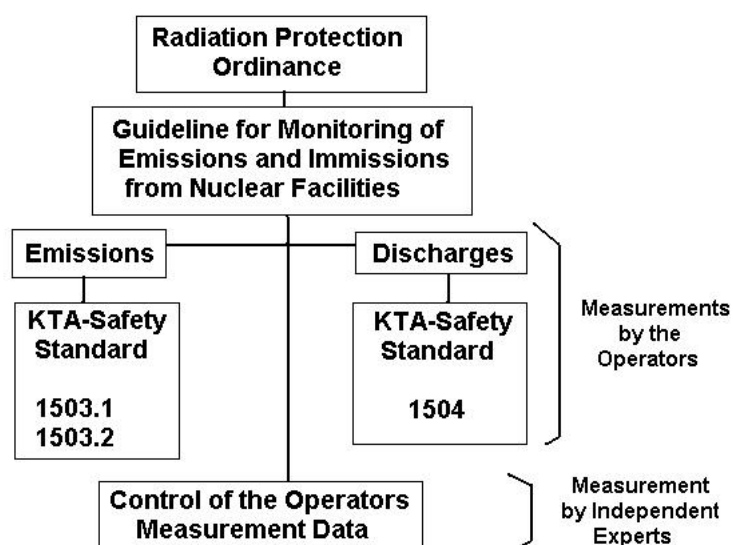 Radiation Protection
Ordinance
Guideline for Monitoring of
Emissions and Immissions
from Nuclear Facilities
Emissions
KTA-Safety
Standard
1503.1
1503.2
Discharges
KTA-Safety
Standard
1504
Measurements
by the
Operators
Control of the Operators
Measurement Data
Measurement
by Independent
Experts